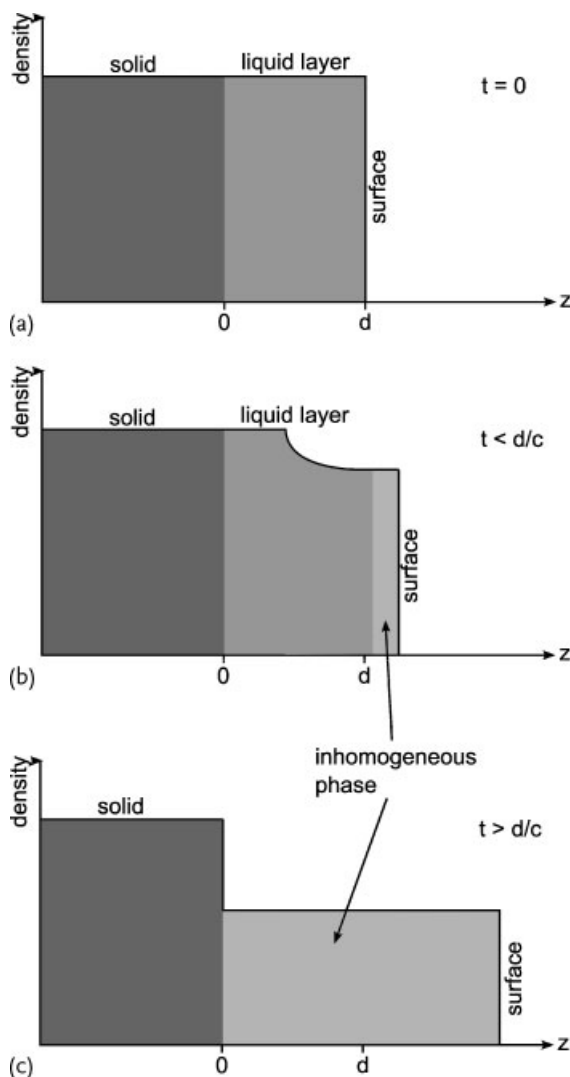 density
solid
liquid layer
t = 0
surface
0
d
z
(a)
density
solid
liquid layer
t < d/c
surface
0
d
z
(b)
inhomogeneous
phase
density
solid
t > d/c
surface
0
d
z
(c)